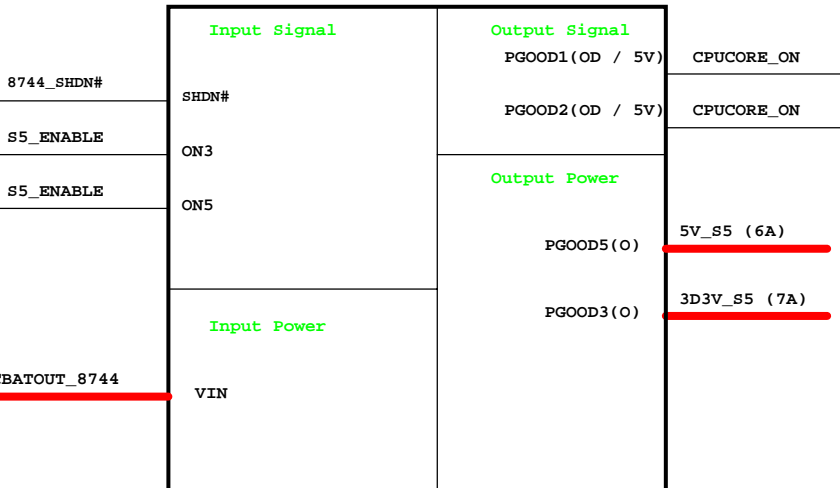 Input Signal
Output Signal
PGOOD1(OD / 5V)
CPUCORE_ON
8744_SHDN#
SHDN#
PGOOD2(OD / 5V)
CPUCORE_ON
S5_ENABLE
ON3
Output Power
S5_ENABLE
ON5
5V_S5 (6A)
PGOOD5(O)
3D3V_S5 (7A)
PGOOD3(O)
Input Power
BATOUT_8744
VIN